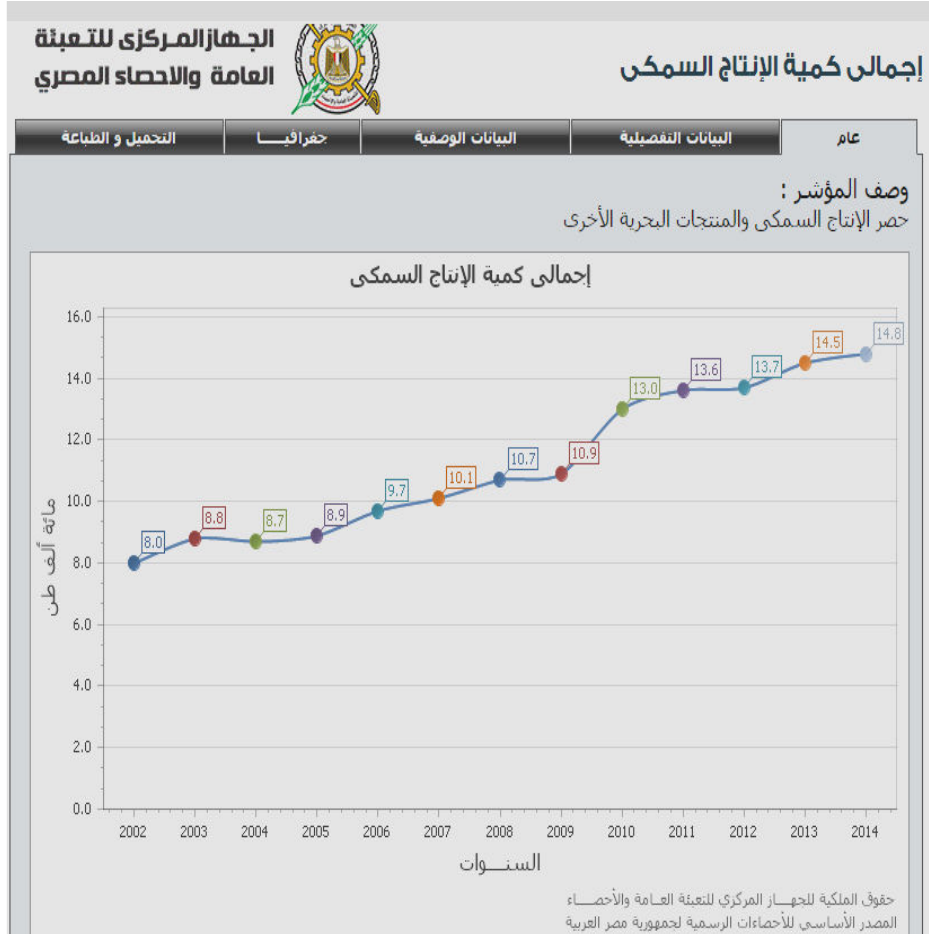 إجمالى كمية الإنتاج السمكى
الجهاز المركزى للتعبئة
العامة والاحصاء المصري
عام
البيانات التفصيلية
البيانات الوصفية
جغرافيـــا
التحميل و الطباعة
وصف المؤشر :
حصر الإنتاج السمكى والمنتجات البحرية الأخرى
إجمالى كمية الإنتاج السمكى
16.0
14.0
12.0
10.0
8.0
6.0
4.0
2.0
0.0
مائة ألف طن
8.0
8.8
8.7
8.9
9.7
10.1
10.7
10.9
13.0
13.6
13.7
14.5
14.8
2002 2003 2004 2005 2006 2007 2008 2009 2010 2011 2012 2013 2014
السنـــوات
حقوق الملكية للجهـــاز المركزي للتعبئة العـامة والأحصـــاء
المصدر الأساسى للأحصاءات الرسمية لجمهورية مصر العربية